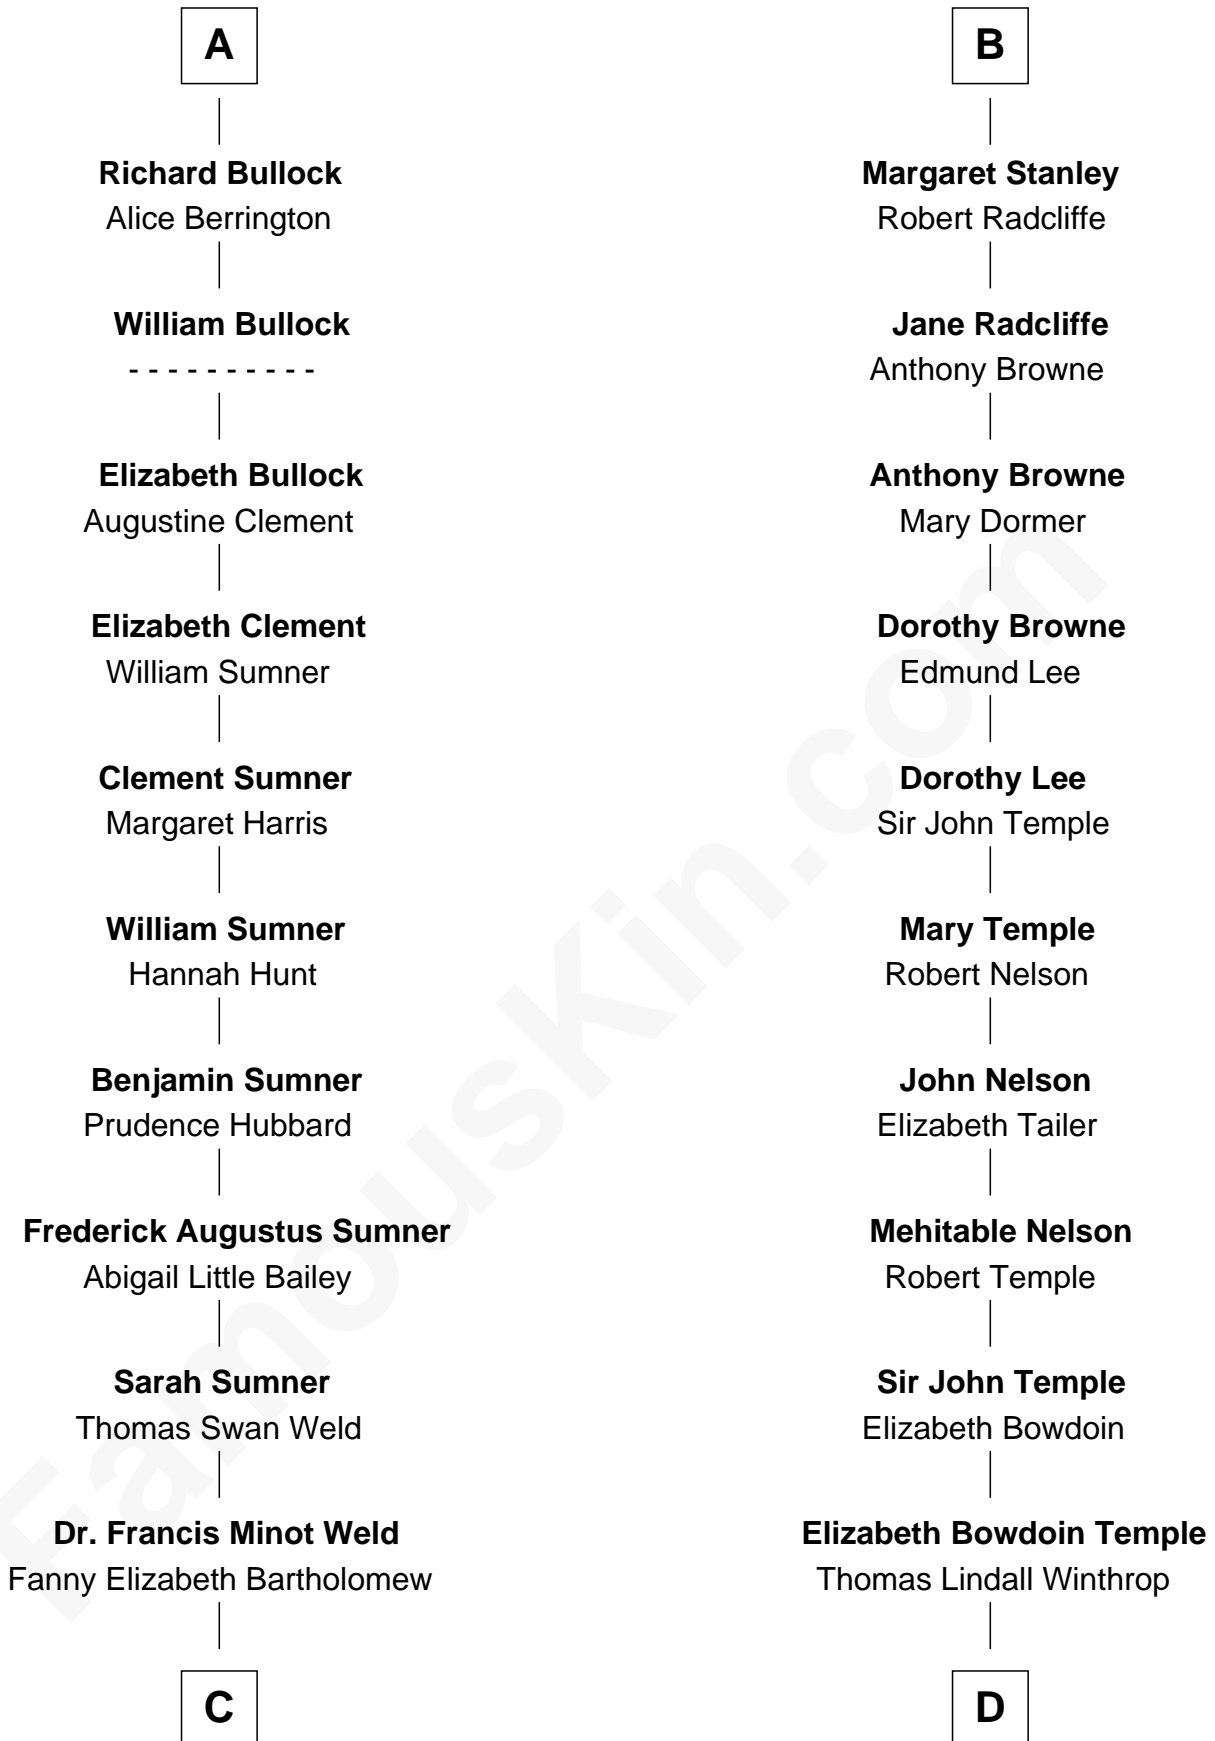 A
Richard Bullock
Alice Berrington
William Bullock
- - - - - - - - - -
Elizabeth Bullock
Augustine Clement
Elizabeth Clement
William Sumner
Clement Sumner
Margaret Harris
William Sumner
Hannah Hunt
Benjamin Sumner
Prudence Hubbard
Frederick Augustus Sumner
Abigail Little Bailey
Sarah Sumner
Thomas Swan Weld
Dr. Francis Minot Weld
Fanny Elizabeth Bartholomew
C
B
Margaret Stanley
Robert Radcliffe
Jane Radcliffe
Anthony Browne
Anthony Browne
Mary Dormer
Dorothy Browne
Edmund Lee
Dorothy Lee
Sir John Temple
Mary Temple
Robert Nelson
John Nelson
Elizabeth Tailer
Mehitable Nelson
Robert Temple
Sir John Temple
Elizabeth Bowdoin
Elizabeth Bowdoin Temple
Thomas Lindall Winthrop
D
FamousKin.com